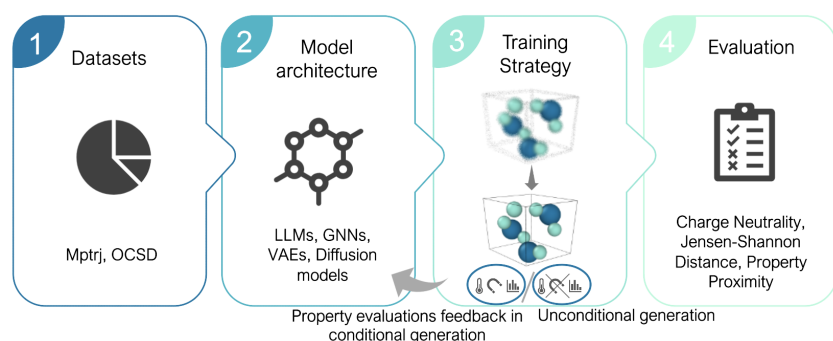 1
Datasets
Mptrj, OCSD
2
Model
architecture
LLMs, GNNs,
VAEs, Diffusion
models
3
Training
Strategy
Property evaluations feedback in
conditional generation
Unconditional generation
4
Evaluation
Charge Neutrality,
Jensen-Shannon
Distance, Property
Proximity